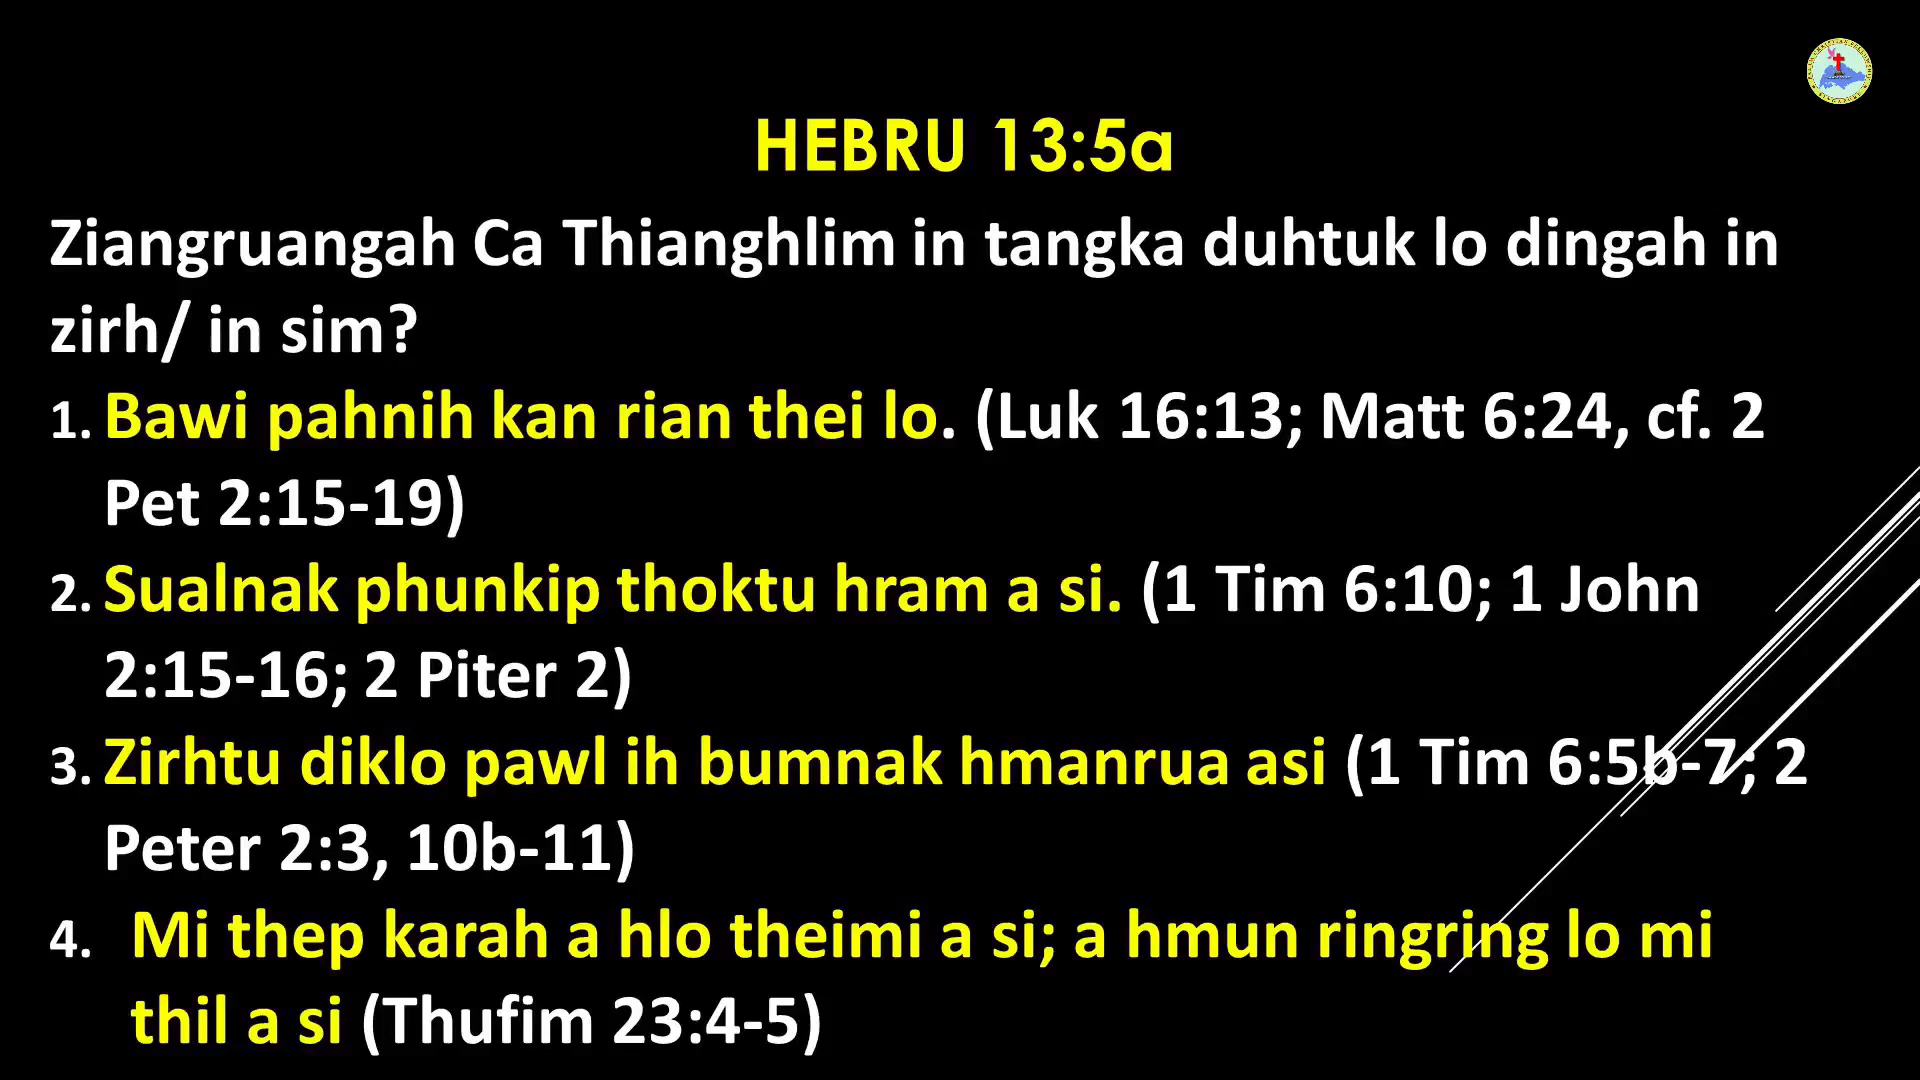 HEBRU 13:5a
Ziangruangah Ca Thianghlim in tangka duhtuk lo dingah in
zirh/ in sim?
1. Bawi pahnih kan rian thei lo. (Luk 16:13; Matt 6:24, cf. 2
Pet 2:15-19)
2. Sualnak phunkip thoktu hram a si. (1 Tim 6:10; 1 John
2:15-16; 2 Piter 2)
3. Zirhtu diklo pawl ih bumnak hmanrua asi (1 Tim 6:5b-7; 2
Peter 2:3, 10b-11)
4. Mi thep karah a hlo theimi a si; a hmun ringring lo mi
thil a si (Thufim 23:4-5)